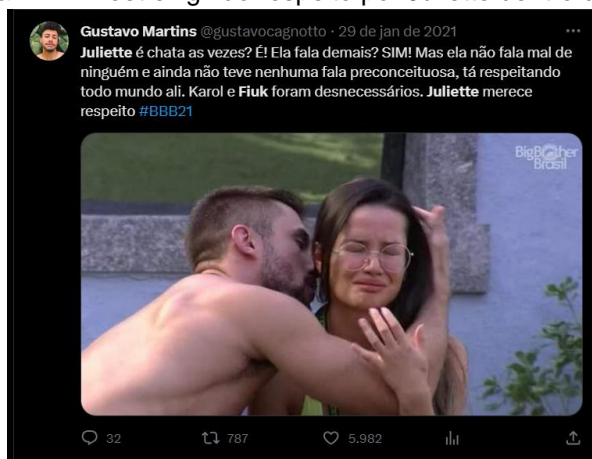 Gustavo Martins @gustavocagnotto · 29 de jan de 2021 ...
Juliette é chata as vezes? É! Ela fala demais? SIM! Mas ela não fala mal de
ninguém e ainda não teve nenhuma fala preconceituosa, tá respeitando
todo mundo ali. Karol e Fiuk foram desnecessários. Juliette merece
respeito #BBB21
BigBrother
Brasil
32 787 5.982